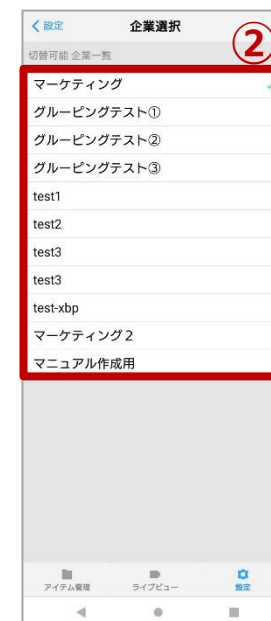 設定 企業選択
②
切替可能 企業一覧
マーケティング
グルーピングテスト①
グルーピングテスト②
グルーピングテスト③
test1
test2
test3
test3
test-xbp
マーケティング2
マニュアル作成用
アイテム管理 ライブビュー 設定